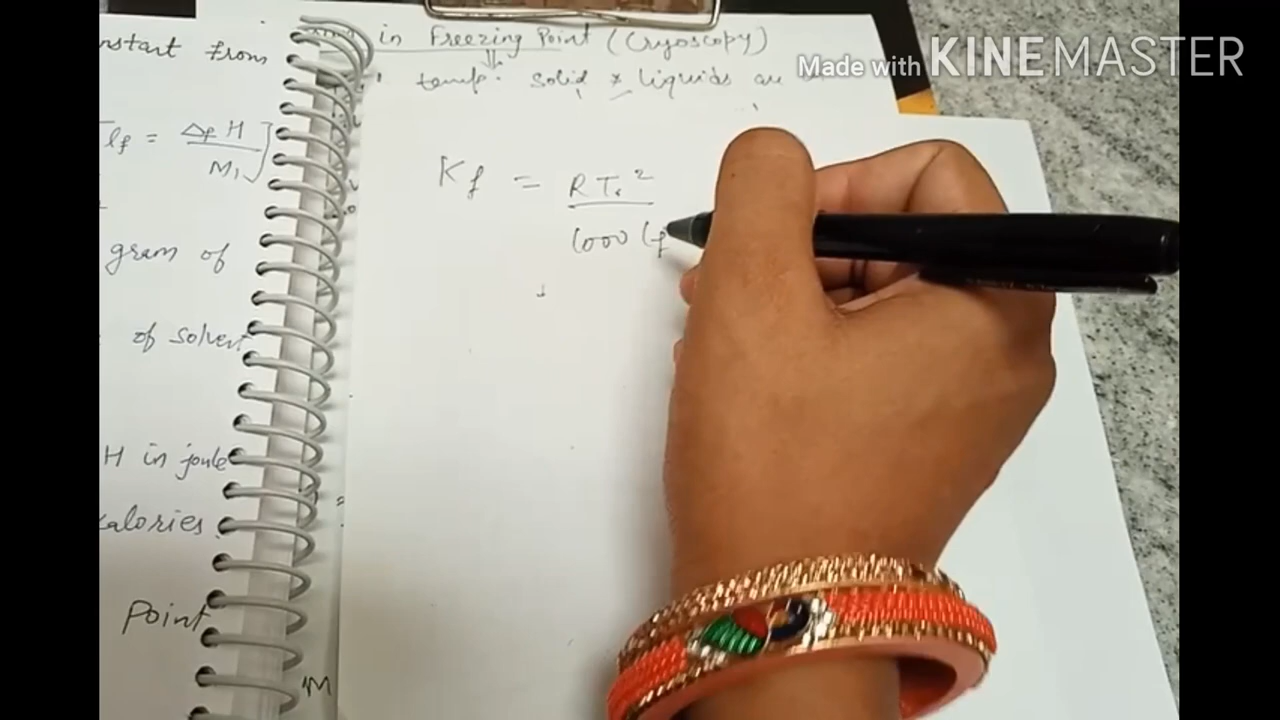 Made with KINEMASTER
in Freezing Point (Cryoscopy)
temp. solid & liquids are
nstant from
lf = ΔfH / M1
gram of
of solvent
H in joule
calories.
Point
Kf = RT₀² / 1000 lf
M